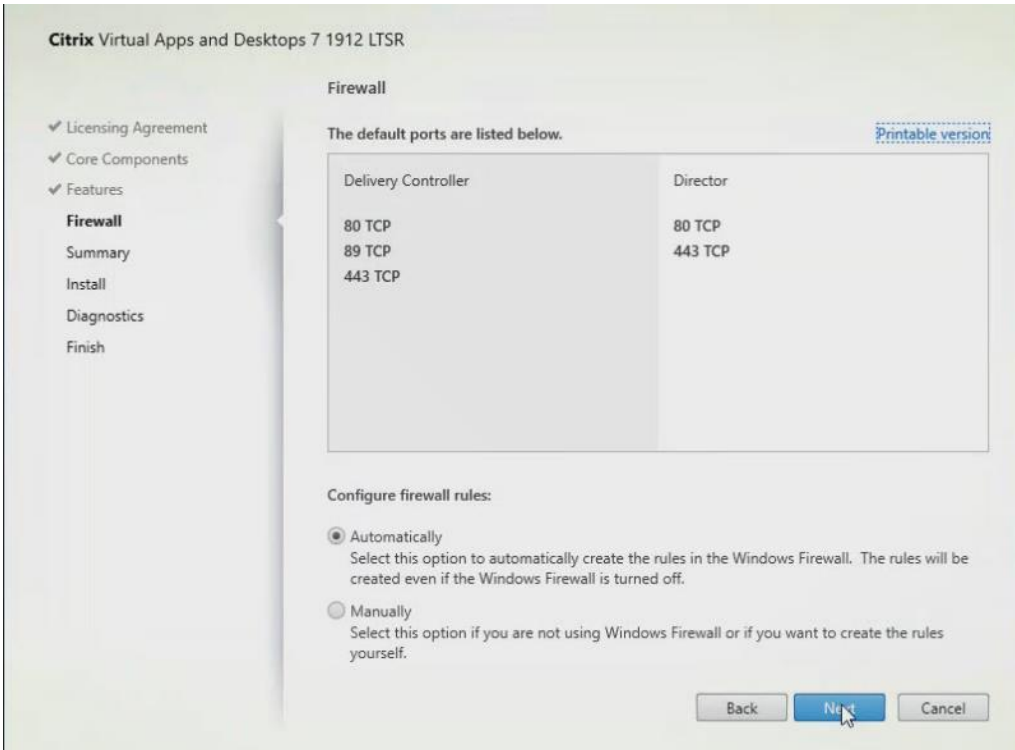 Citrix Virtual Apps and Desktops 7 1912 LTSR
Firewall
Licensing Agreement
Core Components
Features
Firewall
Summary
Install
Diagnostics
Finish
The default ports are listed below.
Printable version
Delivery Controller
80 TCP
89 TCP
443 TCP
Director
80 TCP
443 TCP
Configure firewall rules:
Automatically
Select this option to automatically create the rules in the Windows Firewall. The rules will be
created even if the Windows Firewall is turned off.
Manually
Select this option if you are not using Windows Firewall or if you want to create the rules
yourself.
Back
Next
Cancel